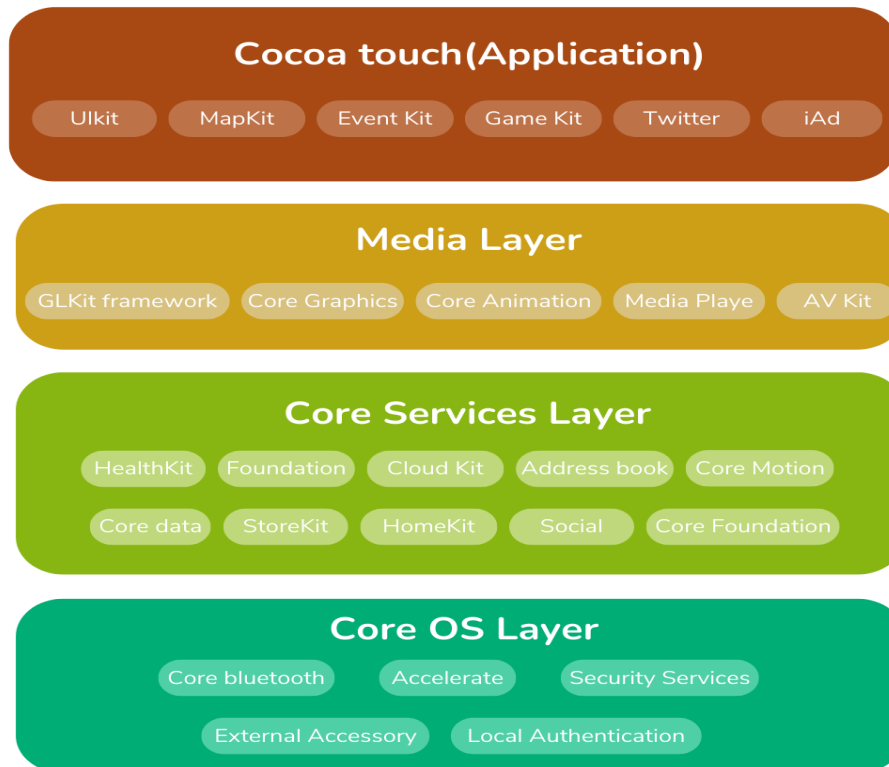 Cocoa touch(Application)
UIkit MapKit Event Kit Game Kit Twitter iAd
Media Layer
GLKit framework Core Graphics Core Animation Media Playe AV Kit
Core Services Layer
HealthKit Foundation Cloud Kit Address book Core Motion
Core data StoreKit HomeKit Social Core Foundation
Core OS Layer
Core bluetooth Accelerate Security Services
External Accessory Local Authentication